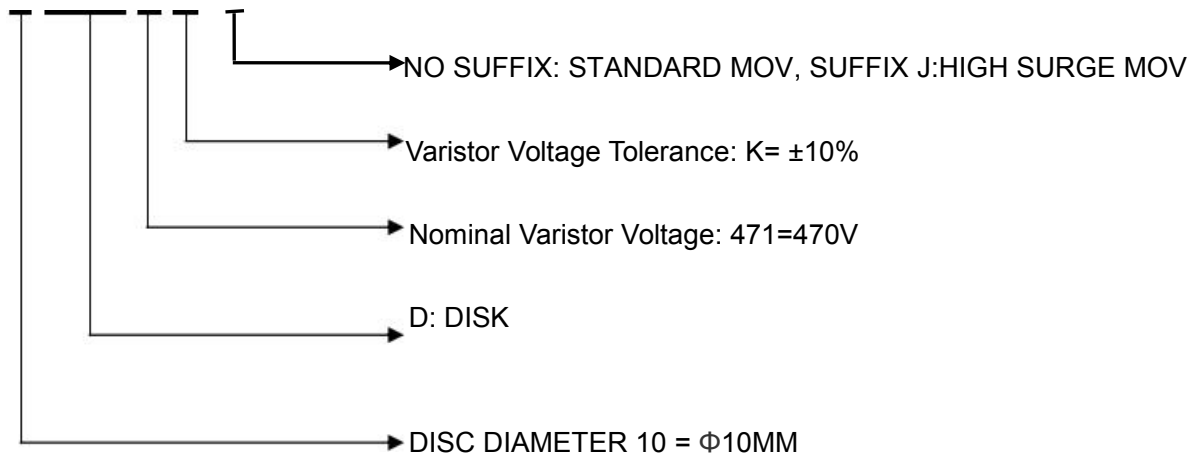 NO SUFFIX: STANDARD MOV, SUFFIX J:HIGH SURGE MOV
Varistor Voltage Tolerance: K= ±10%
Nominal Varistor Voltage: 471=470V
D: DISK
DISC DIAMETER 10 = Φ10MM